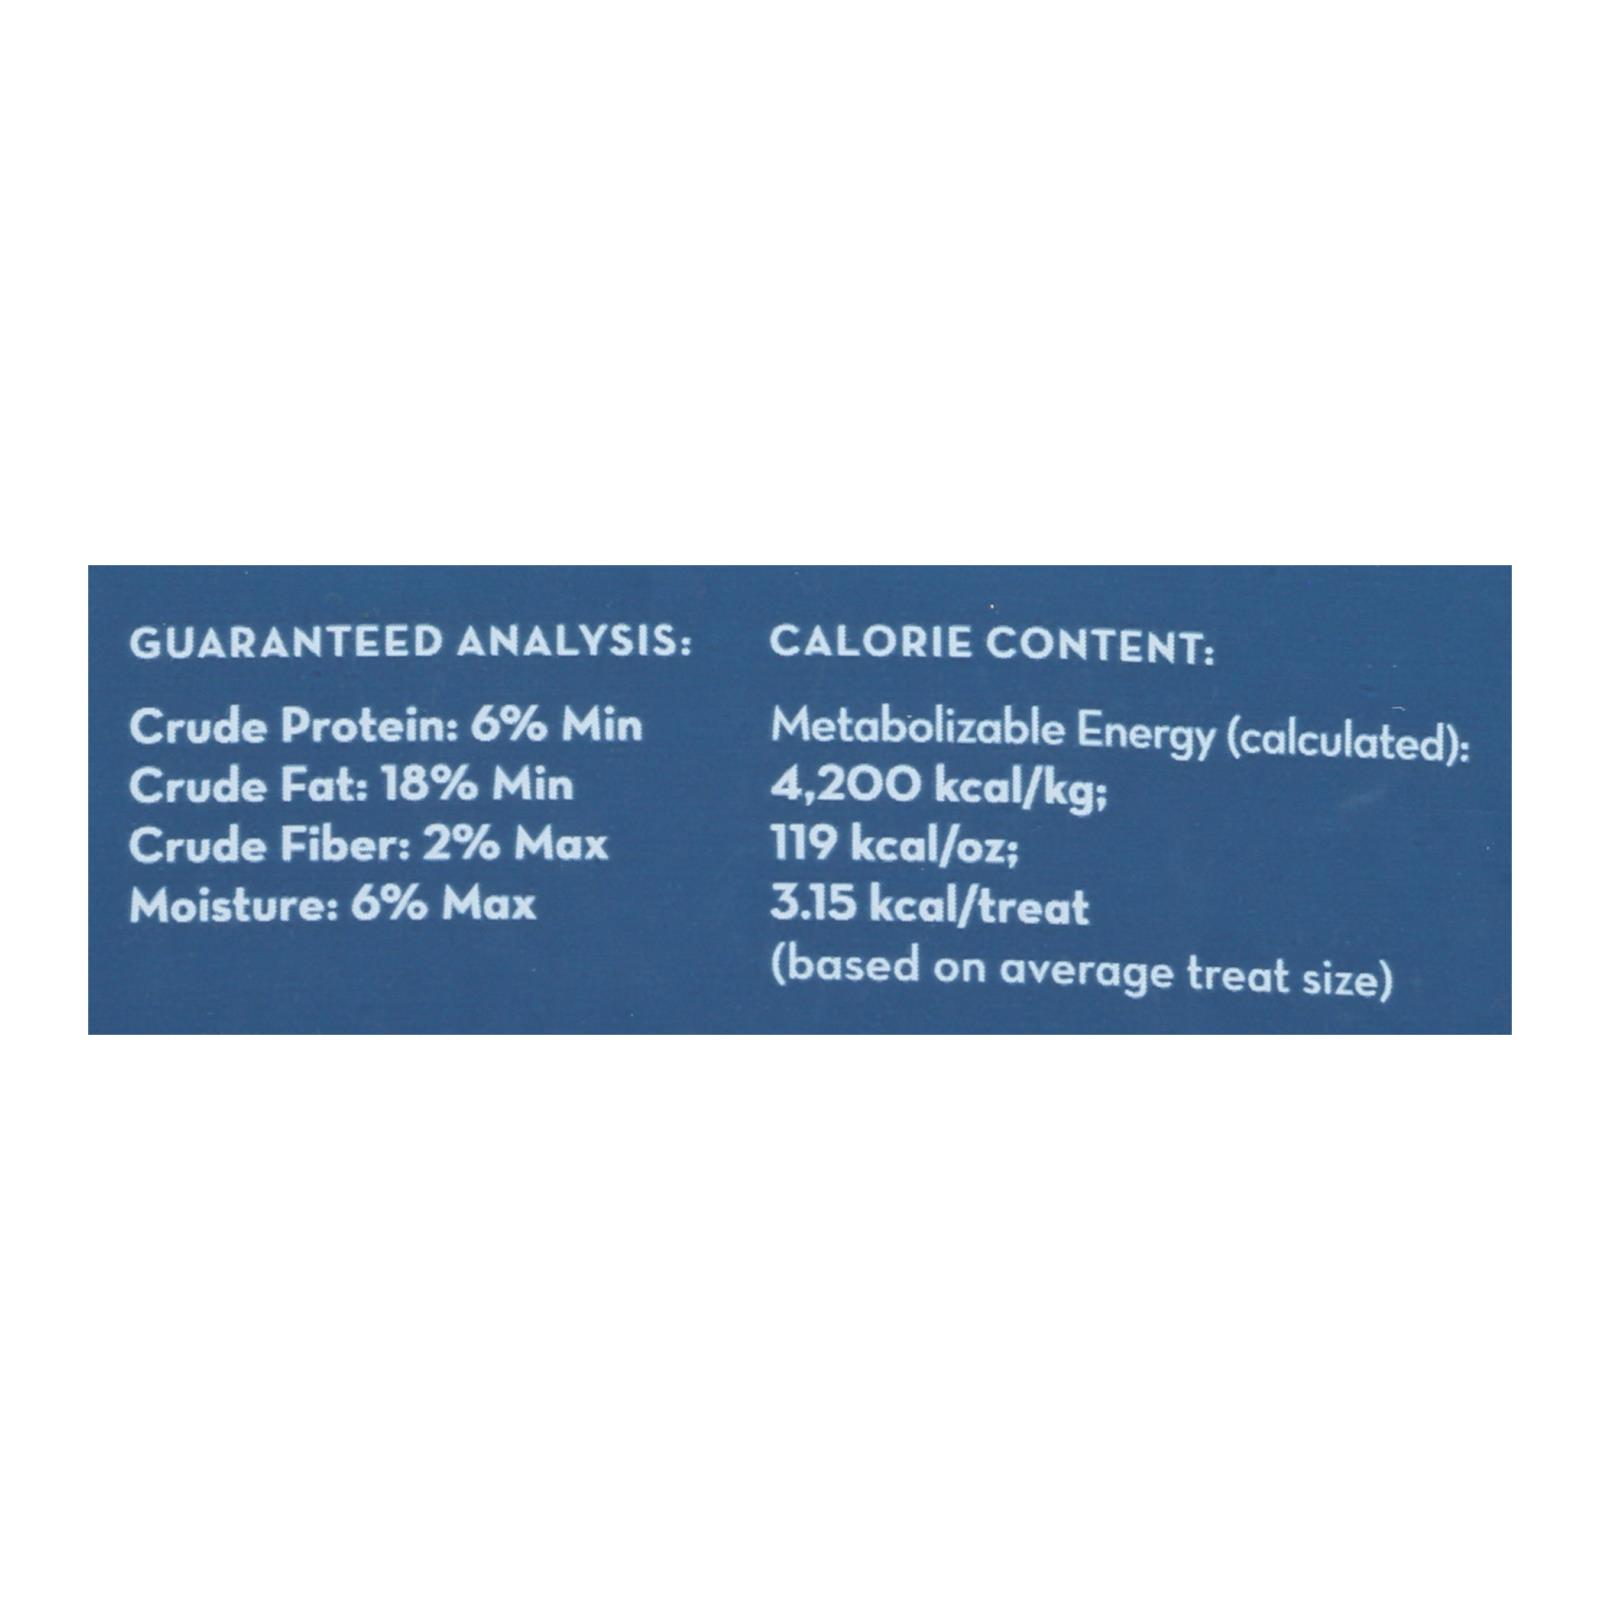 GUARANTEED ANALYSIS:
Crude Protein: 6% Min
Crude Fat: 18% Min
Crude Fiber: 2% Max
Moisture: 6% Max
CALORIE CONTENT:
Metabolizable Energy (calculated):
4,200 kcal/kg;
119 kcal/oz;
3.15 kcal/treat
(based on average treat size)